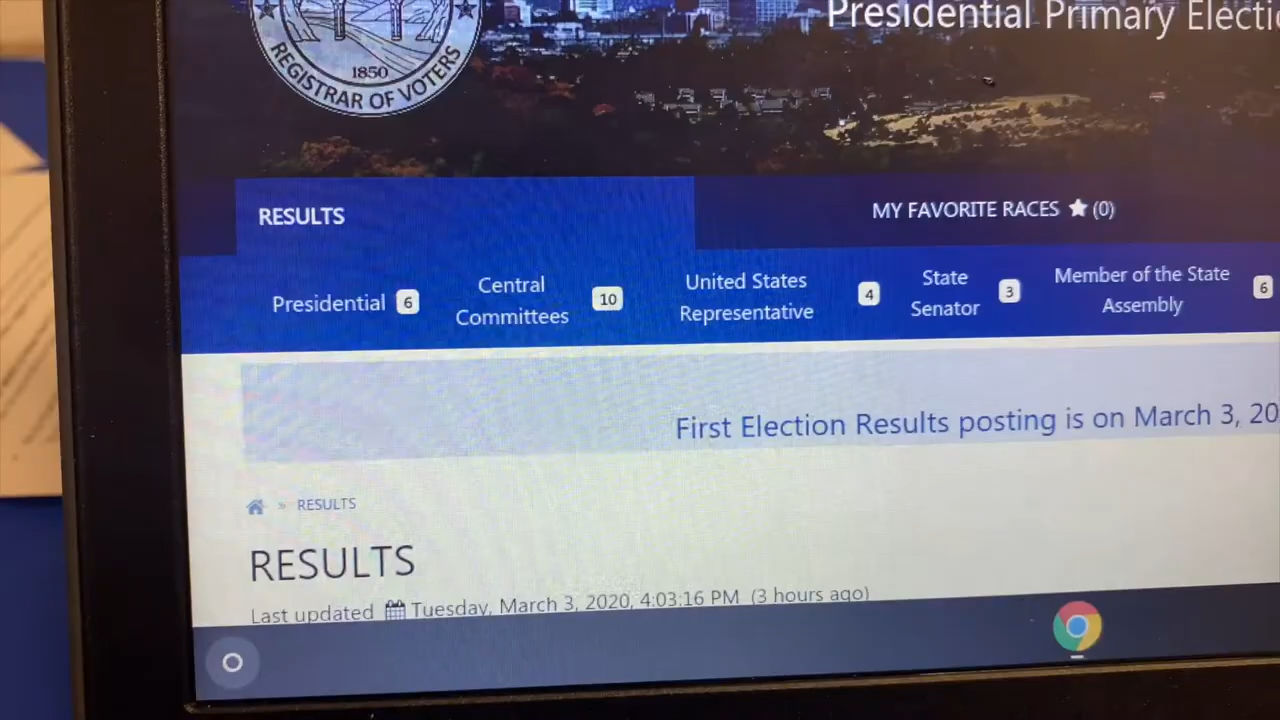 Presidential Primary Electi
1850
REGISTRAR OF VOTERS
RESULTS
MY FAVORITE RACES ★ (0)
Presidential 6
Central Committees 10
United States Representative 4
State Senator 3
Member of the State Assembly 6
First Election Results posting is on March 3, 20
» RESULTS
RESULTS
Last updated Tuesday, March 3, 2020, 4:03:16 PM (3 hours ago)